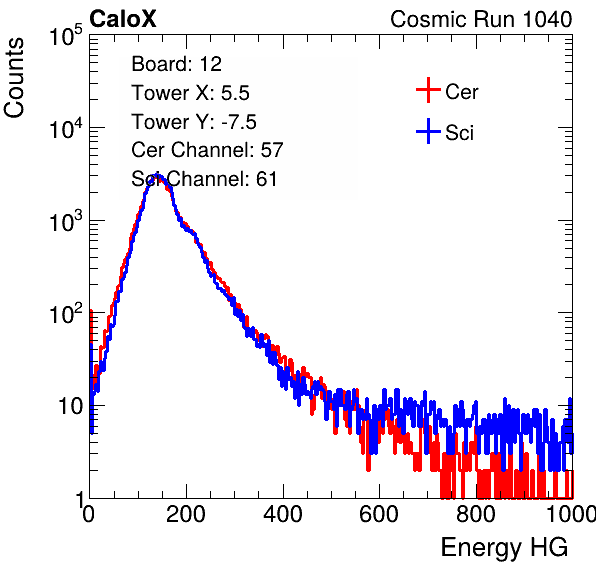 CaloX Cosmic Run 1040
Counts
10^5
10^4
10^3
10^2
10
1
Board: 12
Tower X: 5.5
Tower Y: -7.5
Cer Channel: 57
Sci Channel: 61
Cer
Sci
0 200 400 600 800 1000
Energy HG